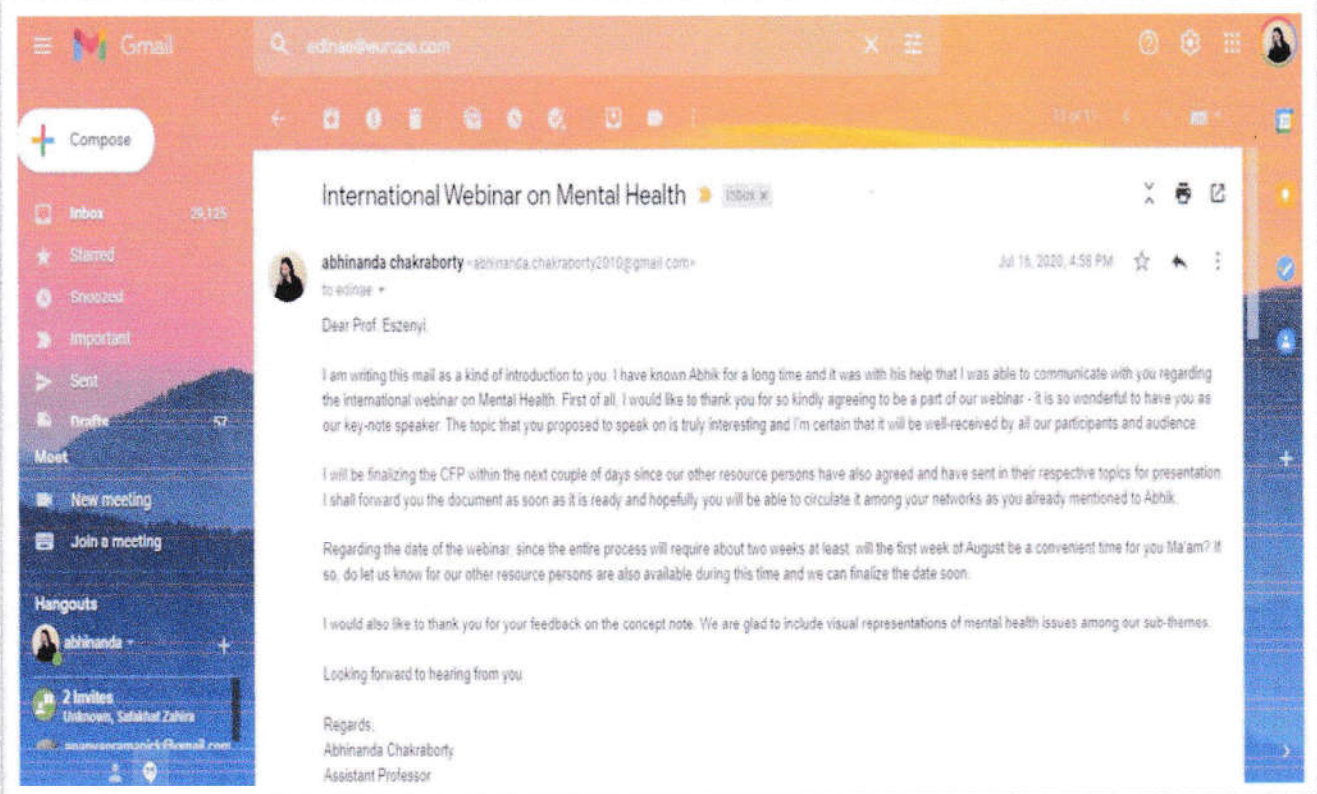 Gmail
edinae@europe.com
Compose
International Webinar on Mental Health Inbox x
Inbox 29,125
abhinanda chakraborty <abhinanda.chakraborty2010@gmail.com> Jul 16, 2020, 4:58 PM
Starred
to edinae
Snoozed
Dear Prof. Eszenyi
Important
I am writing this mail as a kind of introduction to you. I have known Abhik for a long time and it was with his help that I was able to communicate with you regarding
Sent
the international webinar on Mental Health. First of all, I would like to thank you for so kindly agreeing to be a part of our webinar - it is so wonderful to have you as
Drafts 57
our key-note speaker. The topic that you proposed to speak on is truly interesting and I'm certain that it will be well-received by all our participants and audience.
Meet
I will be finalizing the CFP within the next couple of days since our other resource persons have also agreed and have sent in their respective topics for presentation.
New meeting
I shall forward you the document as soon as it is ready and hopefully you will be able to circulate it among your networks as you already mentioned to Abhik.
Join a meeting
Regarding the date of the webinar, since the entire process will require about two weeks at least, will the first week of August be a convenient time for you Ma'am? If
so, do let us know for our other resource persons are also available during this time and we can finalize the date soon.
Hangouts
I would also like to thank you for your feedback on the concept note. We are glad to include visual representations of mental health issues among our sub-themes.
abhinanda
Looking forward to hearing from you.
2 Invites
Unknown, Safakhat Zahira
Regards,
Abhinanda Chakraborty
Assistant Professor